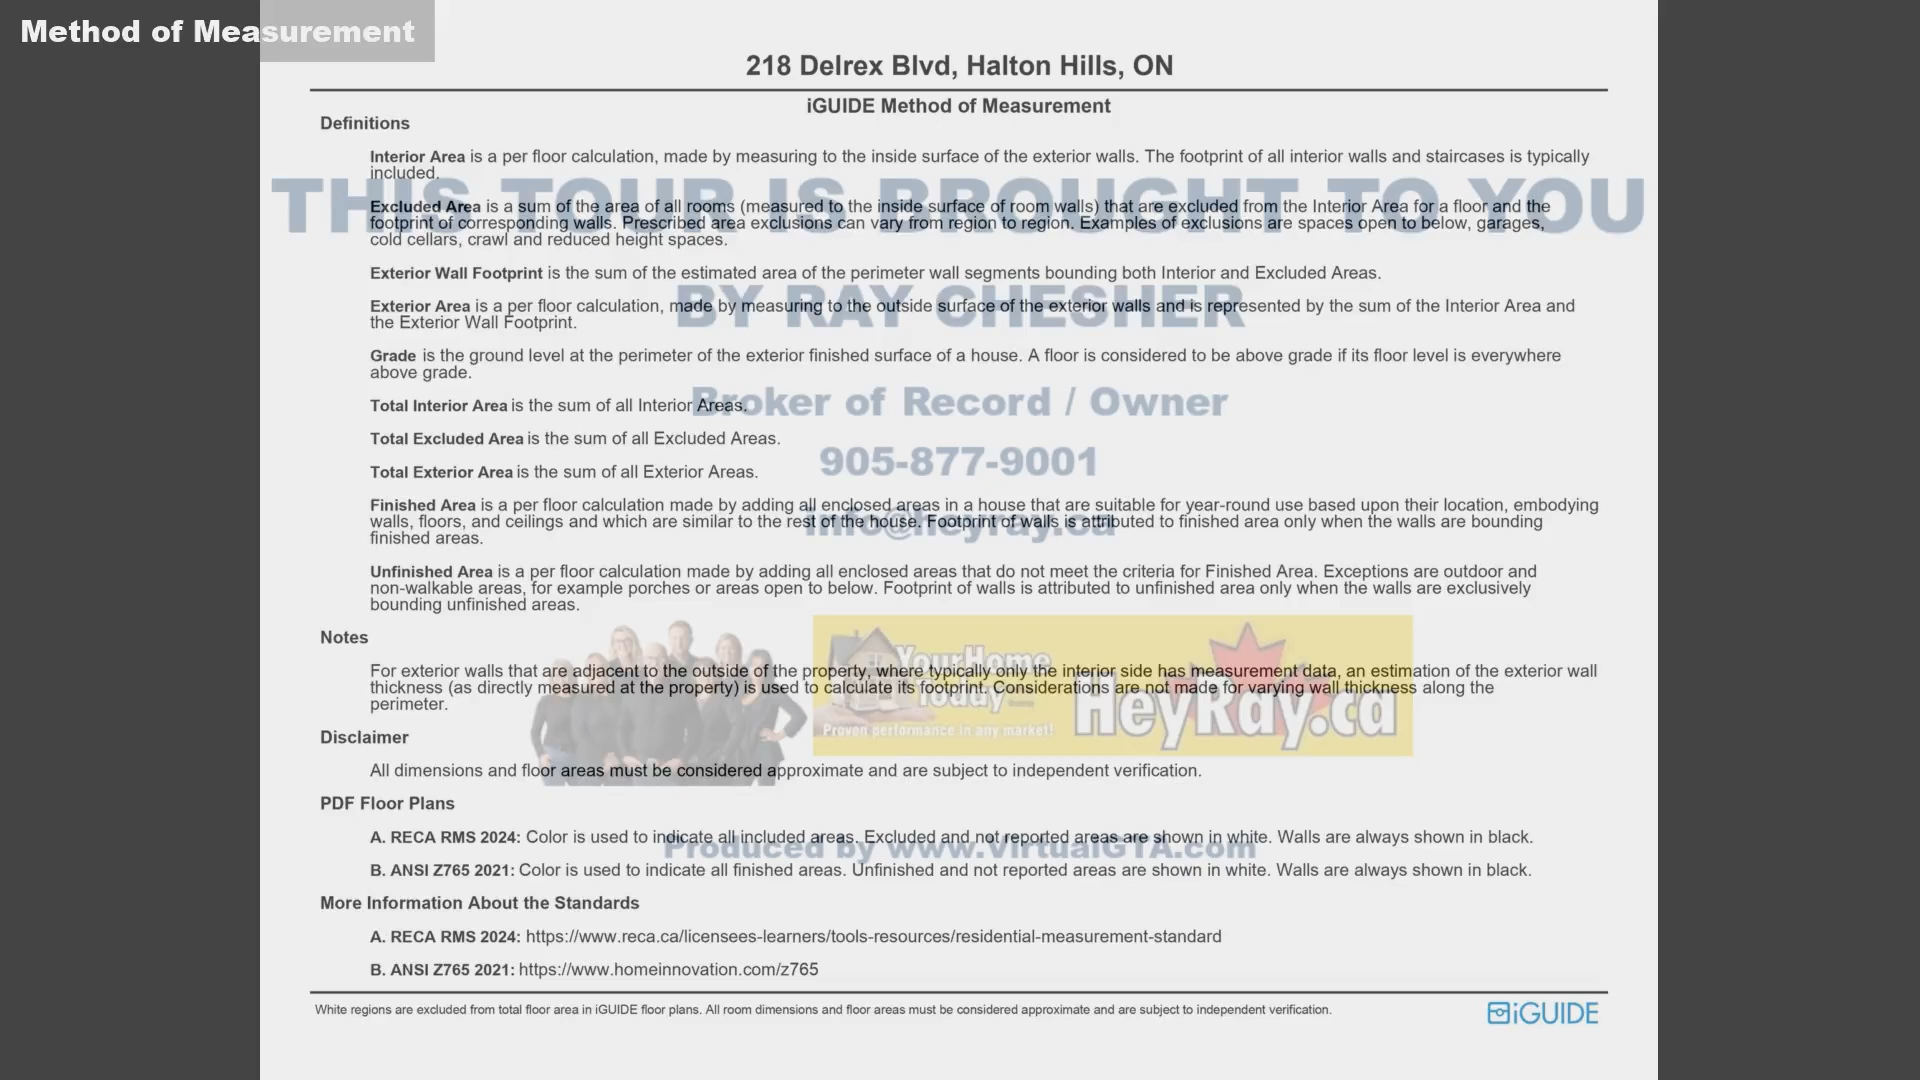 Method of Measurement
218 Delrex Blvd, Halton Hills, ON
iGUIDE Method of Measurement
Definitions
Interior Area is a per floor calculation, made by measuring to the inside surface of the exterior walls. The footprint of all interior walls and staircases is typically
included.
THIS TOUR IS BROUGHT TO YOU
Excluded Area is a sum of the area of all rooms (measured to the inside surface of room walls) that are excluded from the Interior Area for a floor and the
footprint of corresponding walls. Prescribed area exclusions can vary from region to region. Examples of exclusions are spaces open to below, garages,
cold cellars, crawl and reduced height spaces.
Exterior Wall Footprint is the sum of the estimated area of the perimeter wall segments bounding both Interior and Excluded Areas.
BY RAY CHESHER
Exterior Area is a per floor calculation, made by measuring to the outside surface of the exterior walls and is represented by the sum of the Interior Area and
the Exterior Wall Footprint.
Grade is the ground level at the perimeter of the exterior finished surface of a house. A floor is considered to be above grade if its floor level is everywhere
above grade.
Total Interior Area is the sum of all Interior Areas.
Broker of Record / Owner
Total Excluded Area is the sum of all Excluded Areas.
905-877-9001
Total Exterior Area is the sum of all Exterior Areas.
Finished Area is a per floor calculation made by adding all enclosed areas in a house that are suitable for year-round use based upon their location, embodying
walls, floors, and ceilings and which are similar to the rest of the house. Footprint of walls is attributed to finished area only when the walls are bounding
finished areas.
info@heyray.ca
Unfinished Area is a per floor calculation made by adding all enclosed areas that do not meet the criteria for Finished Area. Exceptions are outdoor and
non-walkable areas, for example porches or areas open to below. Footprint of walls is attributed to unfinished area only when the walls are exclusively
bounding unfinished areas.
Notes
For exterior walls that are adjacent to the outside of the property, where typically only the interior side has measurement data, an estimation of the exterior wall
thickness (as directly measured at the property) is used to calculate its footprint. Considerations are not made for varying wall thickness along the
perimeter.
YourHome
Today
Proven performance in any market!
HeyRay.ca
Disclaimer
All dimensions and floor areas must be considered approximate and are subject to independent verification.
PDF Floor Plans
A. RECA RMS 2024: Color is used to indicate all included areas. Excluded and not reported areas are shown in white. Walls are always shown in black.
Produced by www.VirtualGTA.com
B. ANSI Z765 2021: Color is used to indicate all finished areas. Unfinished and not reported areas are shown in white. Walls are always shown in black.
More Information About the Standards
A. RECA RMS 2024: https://www.reca.ca/licensees-learners/tools-resources/residential-measurement-standard
B. ANSI Z765 2021: https://www.homeinnovation.com/z765
White regions are excluded from total floor area in iGUIDE floor plans. All room dimensions and floor areas must be considered approximate and are subject to independent verification.
iGUIDE